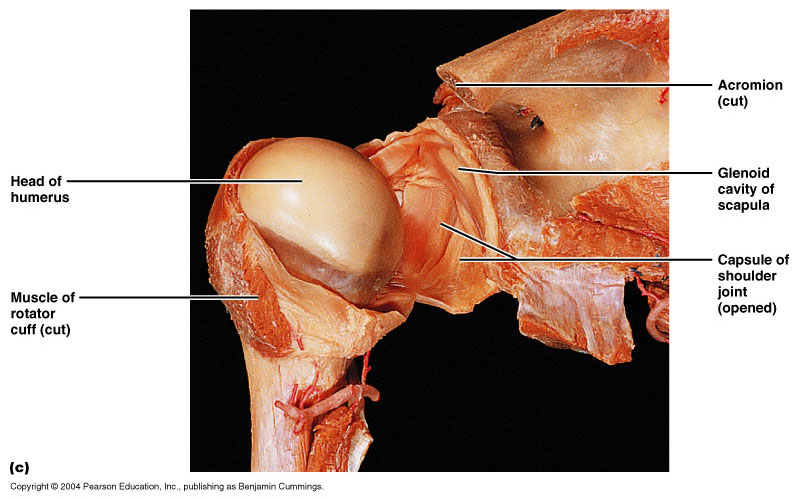 Acromion
(cut)
Head of
humerus
Glenoid
cavity of
scapula
Capsule of
shoulder
joint
(opened)
Muscle of
rotator
cuff (cut)
(c)
Copyright © 2004 Pearson Education, Inc., publishing as Benjamin Cummings.